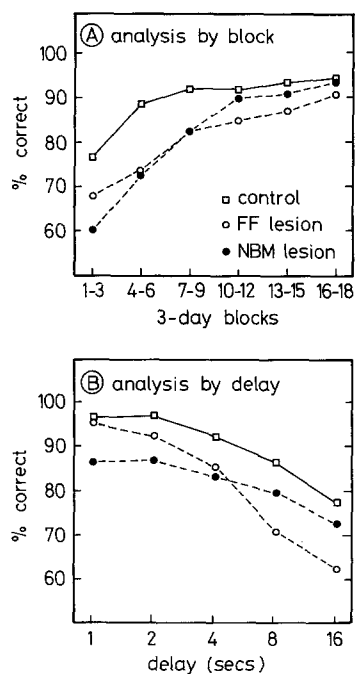 A analysis by block
100
90
80
70
60
% correct
control
FF lesion
NBM lesion
1-3 4-6 7-9 10-12 13-15 16-18
3-day blocks
B analysis by delay
100
90
80
70
60
% correct
1 2 4 8 16
delay (secs)